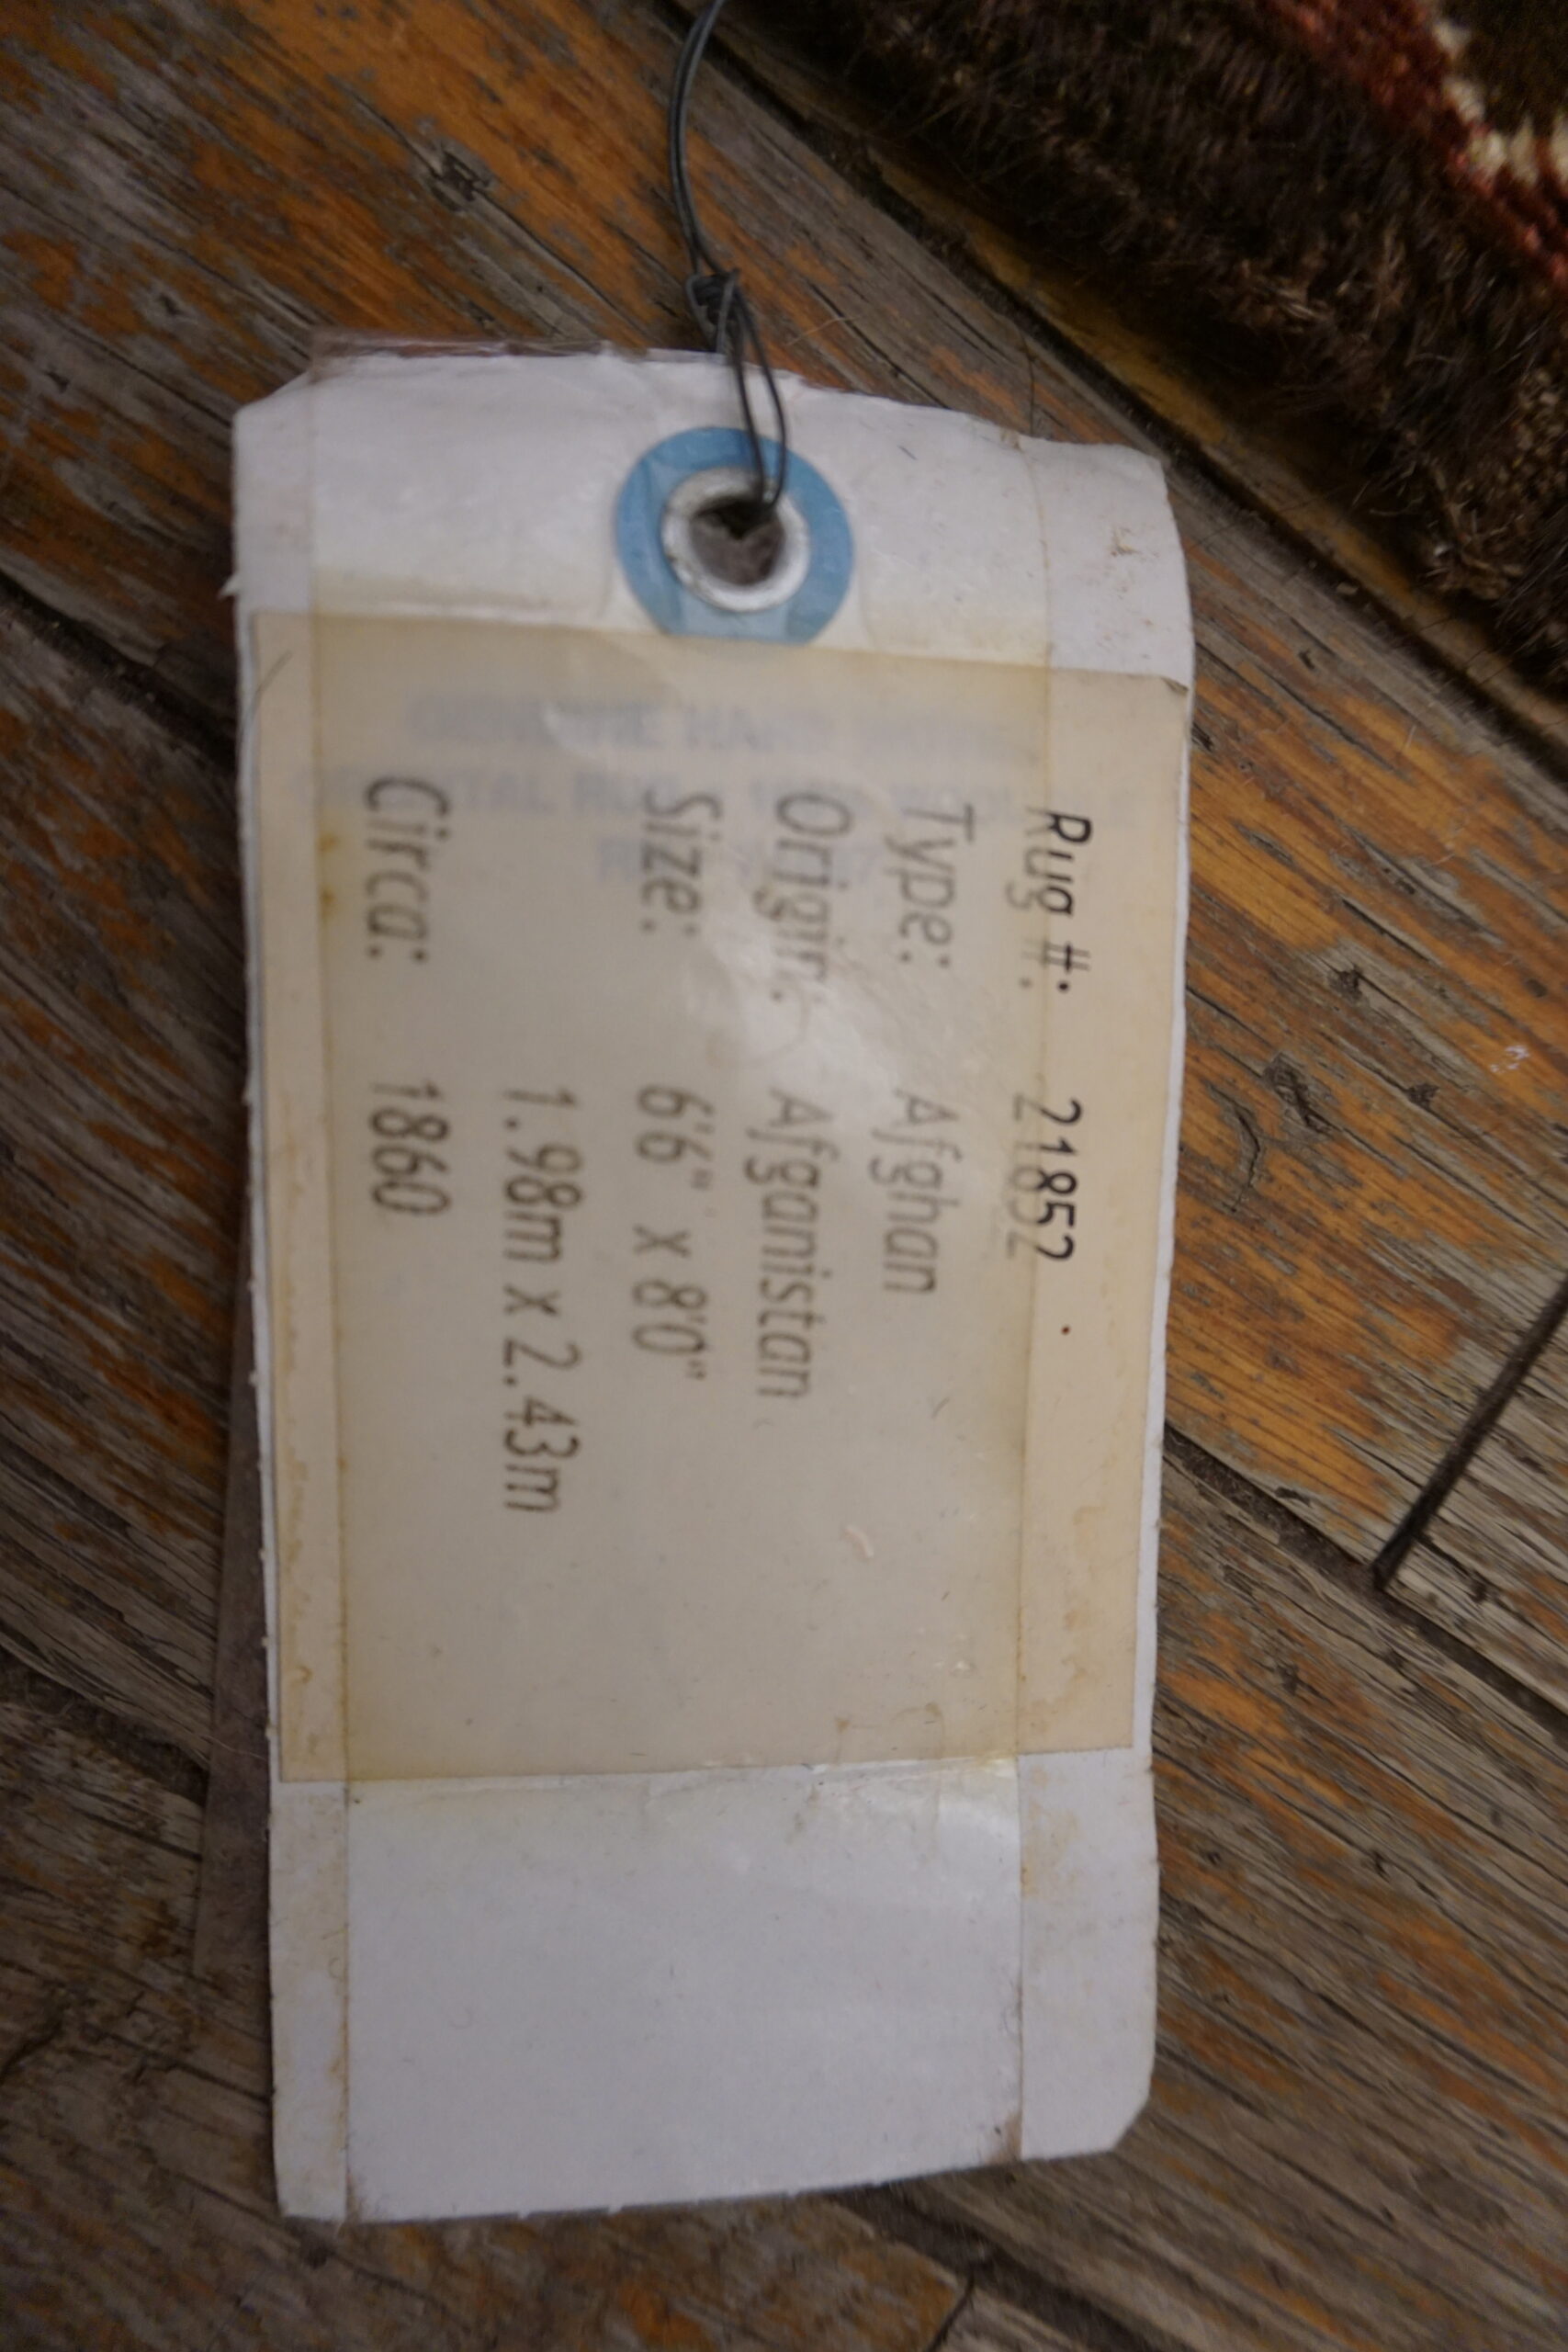 Rug #: 21852
Type: Afghan
Origin: Afganistan
Size: 6'6" x 8'0"
1.98m x 2.43m
Circa: 1860